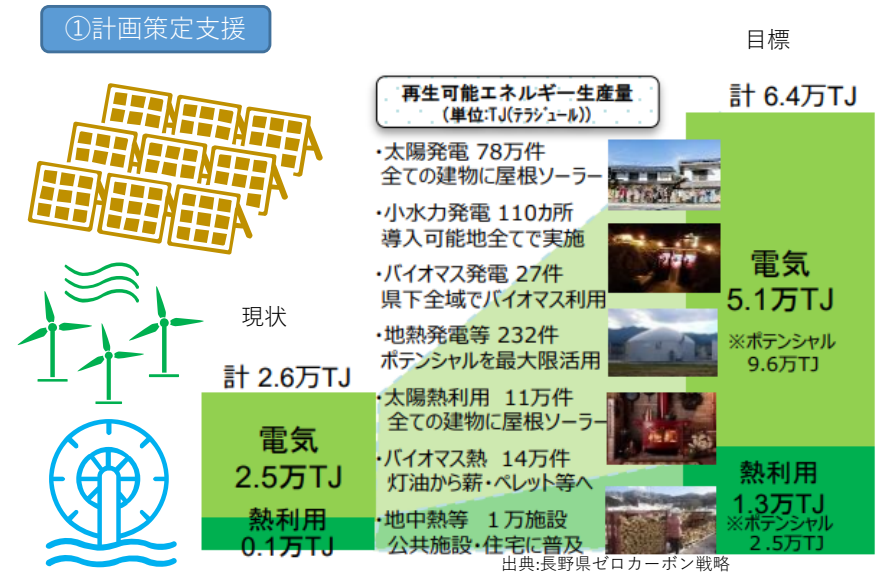 ①計画策定支援
目標
再生可能エネルギー生産量
(単位:TJ(テラジュール))
計 6.4万TJ
・太陽発電 78万件
全ての建物に屋根ソーラー
・小水力発電 110カ所
導入可能地全てで実施
・バイオマス発電 27件
県下全域でバイオマス利用
・地熱発電等 232件
ポテンシャルを最大限活用
・太陽熱利用 11万件
全ての建物に屋根ソーラー
・バイオマス熱 14万件
灯油から薪・ペレット等へ
・地中熱等 1万施設
公共施設・住宅に普及
電気
5.1万TJ
※ポテンシャル
9.6万TJ
熱利用
1.3万TJ
※ポテンシャル
2.5万TJ
現状
計 2.6万TJ
電気
2.5万TJ
熱利用
0.1万TJ
出典:長野県ゼロカーボン戦略